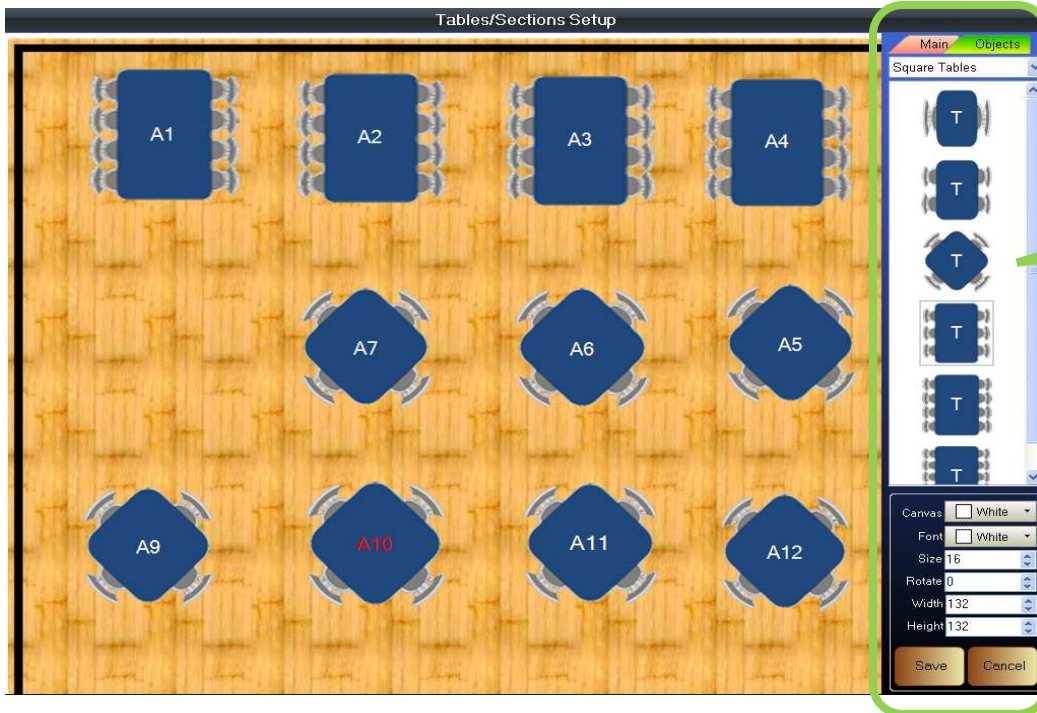 Tables/Sections Setup
Main Objects
Square Tables
A1 A2 A3 A4
A7 A6 A5
A9 A10 A11 A12
T
T
T
T
T
T
Canvas White
Font White
Size 16
Rotate 0
Width 132
Height 132
Save Cancel